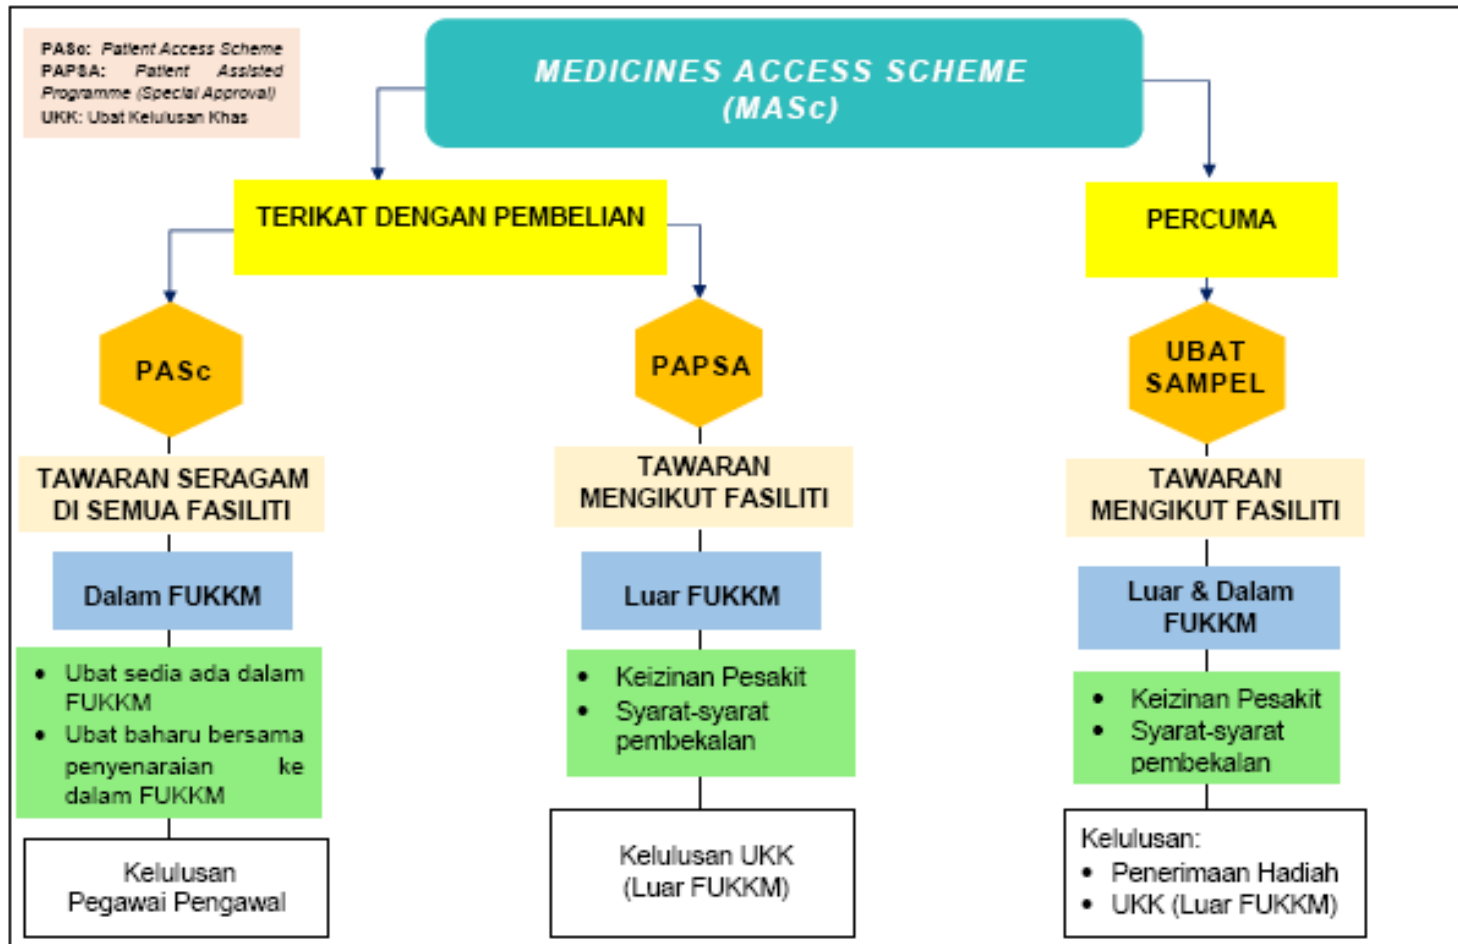 PASc: Patient Access Scheme
PAPSA: Patient Assisted
Programme (Special Approval)
UKK: Ubat Kelulusan Khas
MEDICINES ACCESS SCHEME
(MASc)
TERIKAT DENGAN PEMBELIAN
PERCUMA
PASc
TAWARAN SERAGAM
DI SEMUA FASILITI
Dalam FUKKM
• Ubat sedia ada dalam
FUKKM
• Ubat baharu bersama
penyenaraian ke
dalam FUKKM
Kelulusan
Pegawai Pengawal
PAPSA
TAWARAN
MENGIKUT FASILITI
Luar FUKKM
• Keizinan Pesakit
• Syarat-syarat
pembekalan
Kelulusan UKK
(Luar FUKKM)
UBAT
SAMPEL
TAWARAN
MENGIKUT FASILITI
Luar & Dalam
FUKKM
• Keizinan Pesakit
• Syarat-syarat
pembekalan
Kelulusan:
• Penerimaan Hadiah
• UKK (Luar FUKKM)